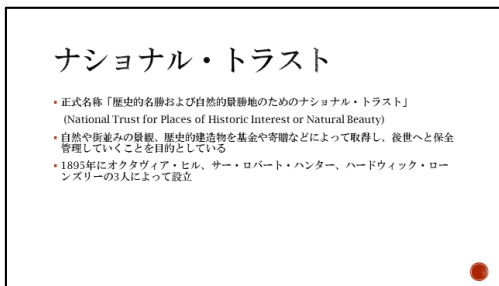 ナショナル・トラスト
正式名称「歴史的名勝および自然的景勝地のためのナショナル・トラスト」
(National Trust for Places of Historic Interest or Natural Beauty)
自然や街並みの景観、歴史的建造物を基金や寄贈などによって取得し、後世へと保全
管理していくことを目的としている
1895年にオクタヴィア・ヒル、サー・ロバート・ハンター、ハードウィック・ロー
ンズリーの3人によって設立